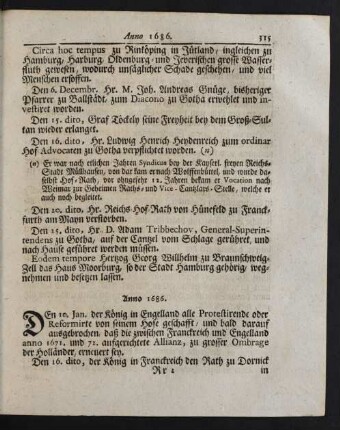 Anno 1686. 315
Circa hoc tempus zu Rinköping in Jütland, ingleichen zu
Hamburg, Harburg, Oldenburg, und Jeverischen grosse Wasser-
fluth gewesen, wodurch unsäglicher Schade geschehen, und viel
Menschen ersoffen.
Den 6. Decembr. Hr. M. Joh. Andreas Gnüge, bisheriger
Pfarrer zu Ballstädt, zum Diacono zu Gotha erwehlet und in-
vestiret worden.
Den 15. dito, Graf Töckely seine Freyheit bey dem Groß-Sul-
tan wieder erlanget.
Den 16. dito, Hr. Ludwig Henrich Heydenreich zum ordinar
Hof Advocaten zu Gotha verpflichtet worden. (a)
(a) Er war nach etlichen Jahren Syndicus bey der Kayserl. freyen Reichs-
Stadt Mülhausen, von dar kam er nach Wolffenbüttel, und wurde da-
selbst Hof-Rath, vor ohngefehr 12. Jahren bekam er Vocation nach
Weimar zur Geheimen Raths- und Vice-Cantzlars-Stelle, welche er
auch noch begleitet.
Den 20. dito, Hr. Reichs-Hof-Rath von Hünefeld zu Franck-
furth am Mayn verstorben.
Den 25. dito, Hr. D. Adam Tribbechov, General-Superin-
tendens zu Gotha, auf der Cantzel vom Schlage gerühret, und
nach Hause geführet werden müssen.
Eodem tempore Hertzog Georg Wilhelm zu Braunschweig-
Zell das Haus Moorburg, so der Stadt Hamburg gehörig, weg-
nehmen und besetzen lassen.
Anno 1686.
DEn 10. Jan. der König in Engelland alle Protestirende oder
Reformirte von seinem Hofe geschafft, und bald darauf
ausgebrochen, daß die zwischen Franckreich und Engelland
anno 1671. und 72. aufgerichtete Allianz, zu grosser Ombrage
der Holländer, erneuert sey.
Den 16. dito, der König in Franckreich den Rath zu Dornick
Rr 2 in